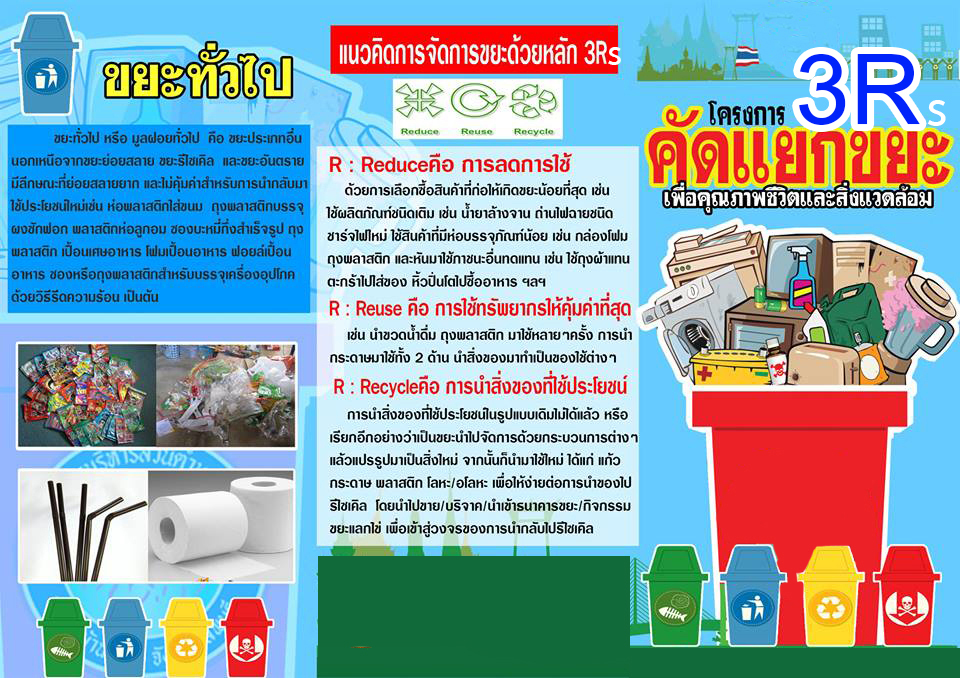 ขยะทั่วไป
ขยะทั่วไป หรือ มูลฝอยทั่วไป คือ ขยะประเภทอื่น
นอกเหนือจากขยะย่อยสลาย ขยะรีไซเคิล และขยะอันตราย
มีลักษณะที่ย่อยสลายยาก และไม่คุ้มค่าสำหรับการนำกลับมา
ใช้ประโยชน์ใหม่เช่น ห่อพลาสติกใส่ขนม ถุงพลาสติกบรรจุ
ผงซักฟอก พลาสติกห่อลูกอม ซองบะหมี่กึ่งสำเร็จรูป ถุง
พลาสติก เปื้อนเศษอาหาร โฟมเปื้อนอาหาร ฟอยล์เปื้อน
อาหาร ซองหรือถุงพลาสติกสำหรับบรรจุเครื่องอุปโภค
ด้วยวิธีรีดความร้อน เป็นต้น
แนวคิดการจัดการขยะด้วยหลัก 3Rs
Reduce Reuse Recycle
R : Reduceคือ การลดการใช้
ด้วยการเลือกซื้อสินค้าที่ก่อให้เกิดขยะน้อยที่สุด เช่น
ใช้ผลิตภัณฑ์ชนิดเติม เช่น น้ำยาล้างจาน ถ่านไฟฉายชนิด
ชาร์จไฟใหม่ ใช้สินค้าที่มีห่อบรรจุภัณฑ์น้อย เช่น กล่องโฟม
ถุงพลาสติก และหันมาใช้ภาชนะอื่นทดแทน เช่น ใช้ถุงผ้าแทน
ตะกร้าไปใส่ของ หิ้วปิ่นโตไปซื้ออาหาร ฯลฯ
R : Reuse คือ การใช้ทรัพยากรให้คุ้มค่าที่สุด
เช่น นำขวดน้ำดื่ม ถุงพลาสติก มาใช้หลายๆครั้ง การนำ
กระดาษมาใช้ทั้ง 2 ด้าน นำสิ่งของมาทำเป็นของใช้ต่างๆ
R : Recycleคือ การนำสิ่งของที่ใช้ประโยชน์
การนำสิ่งของที่ใช้ประโยชน์ในรูปแบบเดิมไม่ได้แล้ว หรือ
เรียกอีกอย่างว่าเป็นขยะนำไปจัดการด้วยกระบวนการต่างๆ
แล้วแปรรูปมาเป็นสิ่งใหม่ จากนั้นก็นำมาใช้ใหม่ ได้แก่ แก้ว
กระดาษ พลาสติก โลหะ/อโลหะ เพื่อให้ง่ายต่อการนำของไป
รีไซเคิล โดยนำไปขาย/บริจาค/นำเข้าธนาคารขยะ/กิจกรรม
ขยะแลกไข่ เพื่อเข้าสู่วงจรของการนำกลับไปรีไซเคิล
3Rs
โครงการ
คัดแยกขยะ
เพื่อคุณภาพชีวิตและสิ่งแวดล้อม